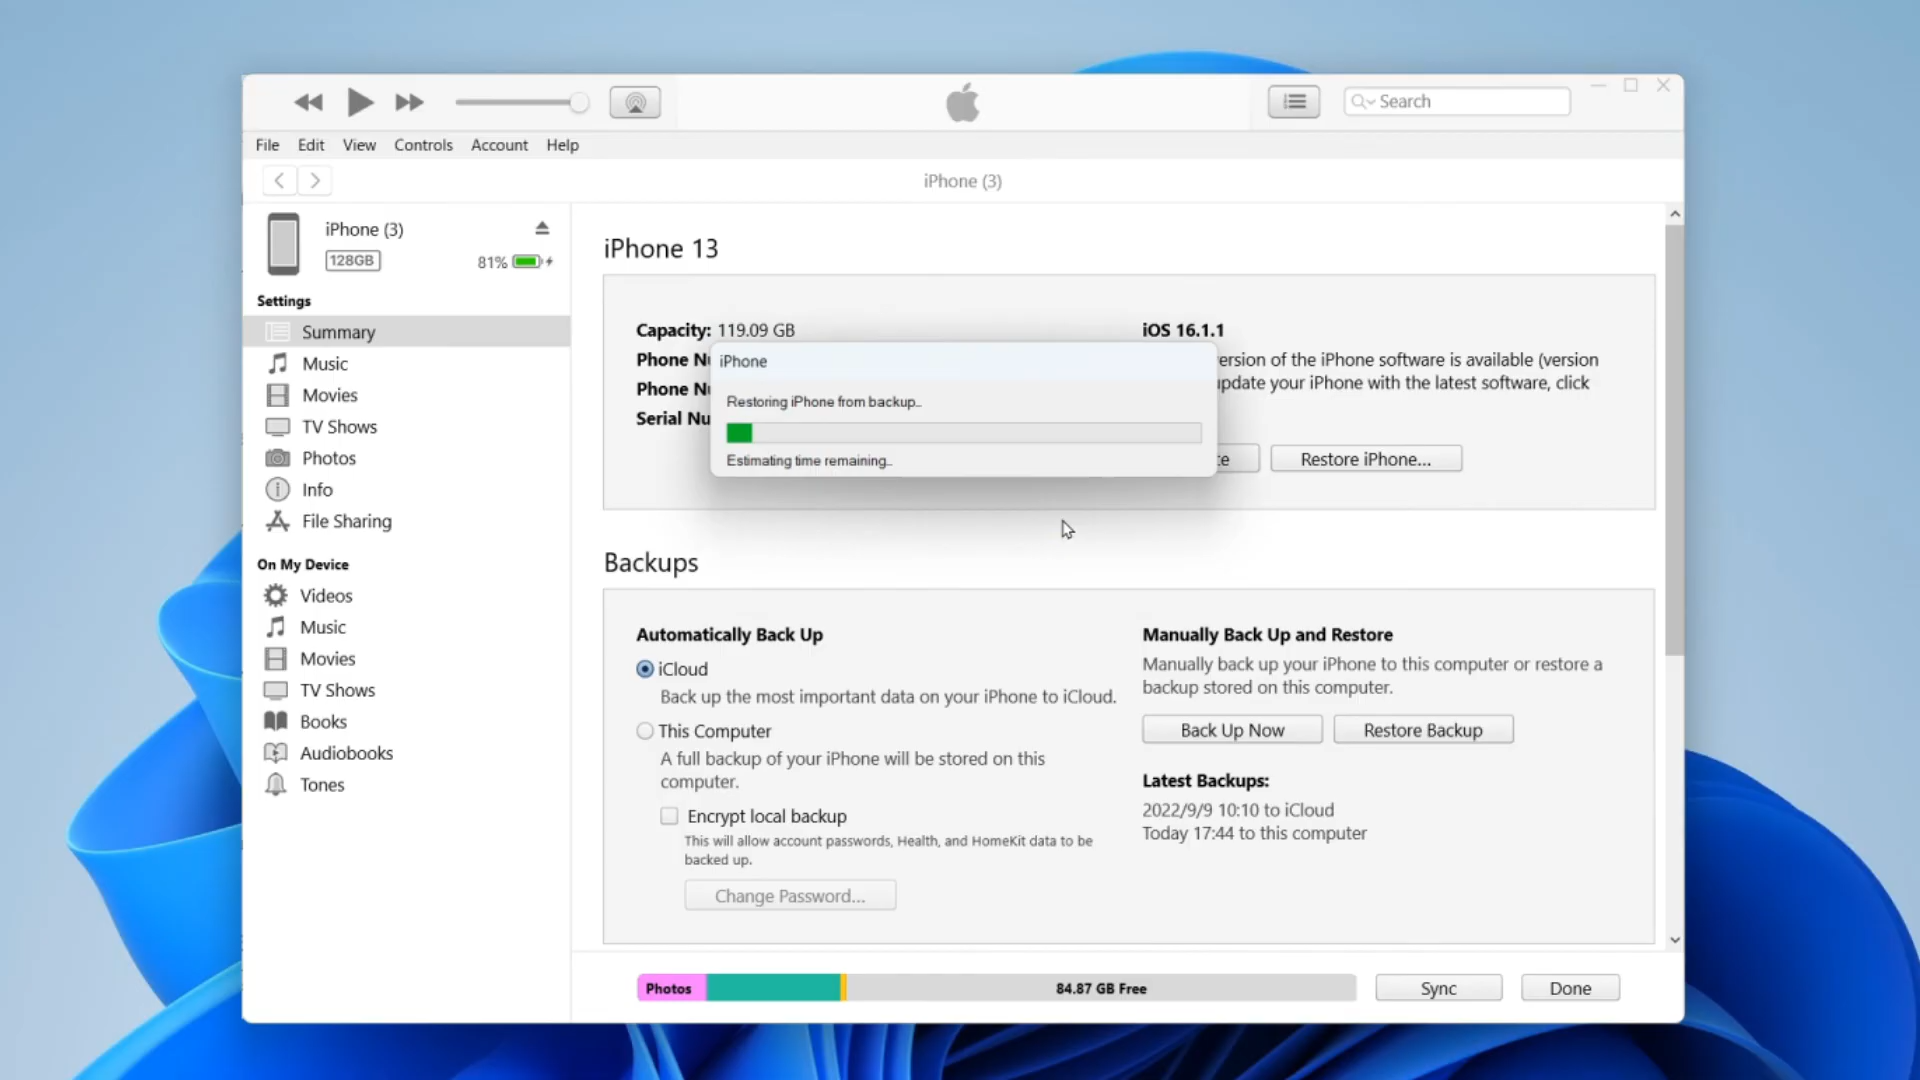 Search
File Edit View Controls Account Help
iPhone (3)
iPhone (3)
128GB
81%
Settings
Summary
Music
Movies
TV Shows
Photos
Info
File Sharing
On My Device
Videos
Music
Movies
TV Shows
Books
Audiobooks
Tones
iPhone 13
Capacity: 119.09 GB
Phone
Phone
Serial
iOS 16.1.1
of the iPhone software is available (version
your iPhone with the latest software, click
Restore iPhone...
iPhone
Restoring iPhone from backup..
Estimating time remaining..
Backups
Automatically Back Up
iCloud
Back up the most important data on your iPhone to iCloud.
This Computer
A full backup of your iPhone will be stored on this
computer.
Encrypt local backup
This will allow account passwords, Health, and HomeKit data to be
backed up.
Change Password...
Manually Back Up and Restore
Manually back up your iPhone to this computer or restore a
backup stored on this computer.
Back Up Now Restore Backup
Latest Backups:
2022/9/9 10:10 to iCloud
Today 17:44 to this computer
Photos
84.87 GB Free
Sync
Done